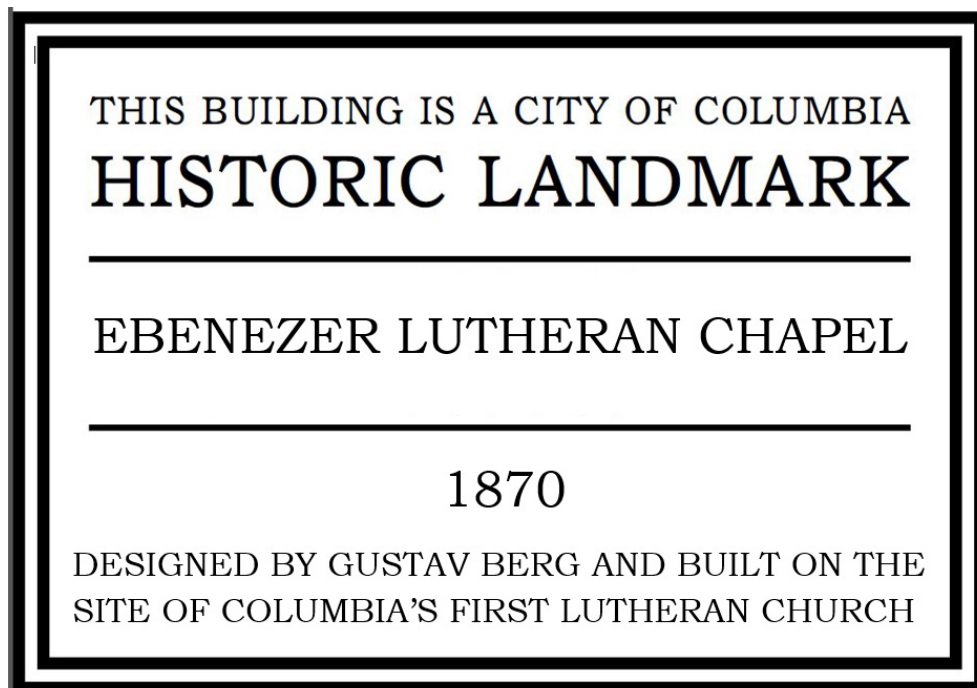 THIS BUILDING IS A CITY OF COLUMBIA
HISTORIC LANDMARK
EBENEZER LUTHERAN CHAPEL
1870
DESIGNED BY GUSTAV BERG AND BUILT ON THE
SITE OF COLUMBIA'S FIRST LUTHERAN CHURCH